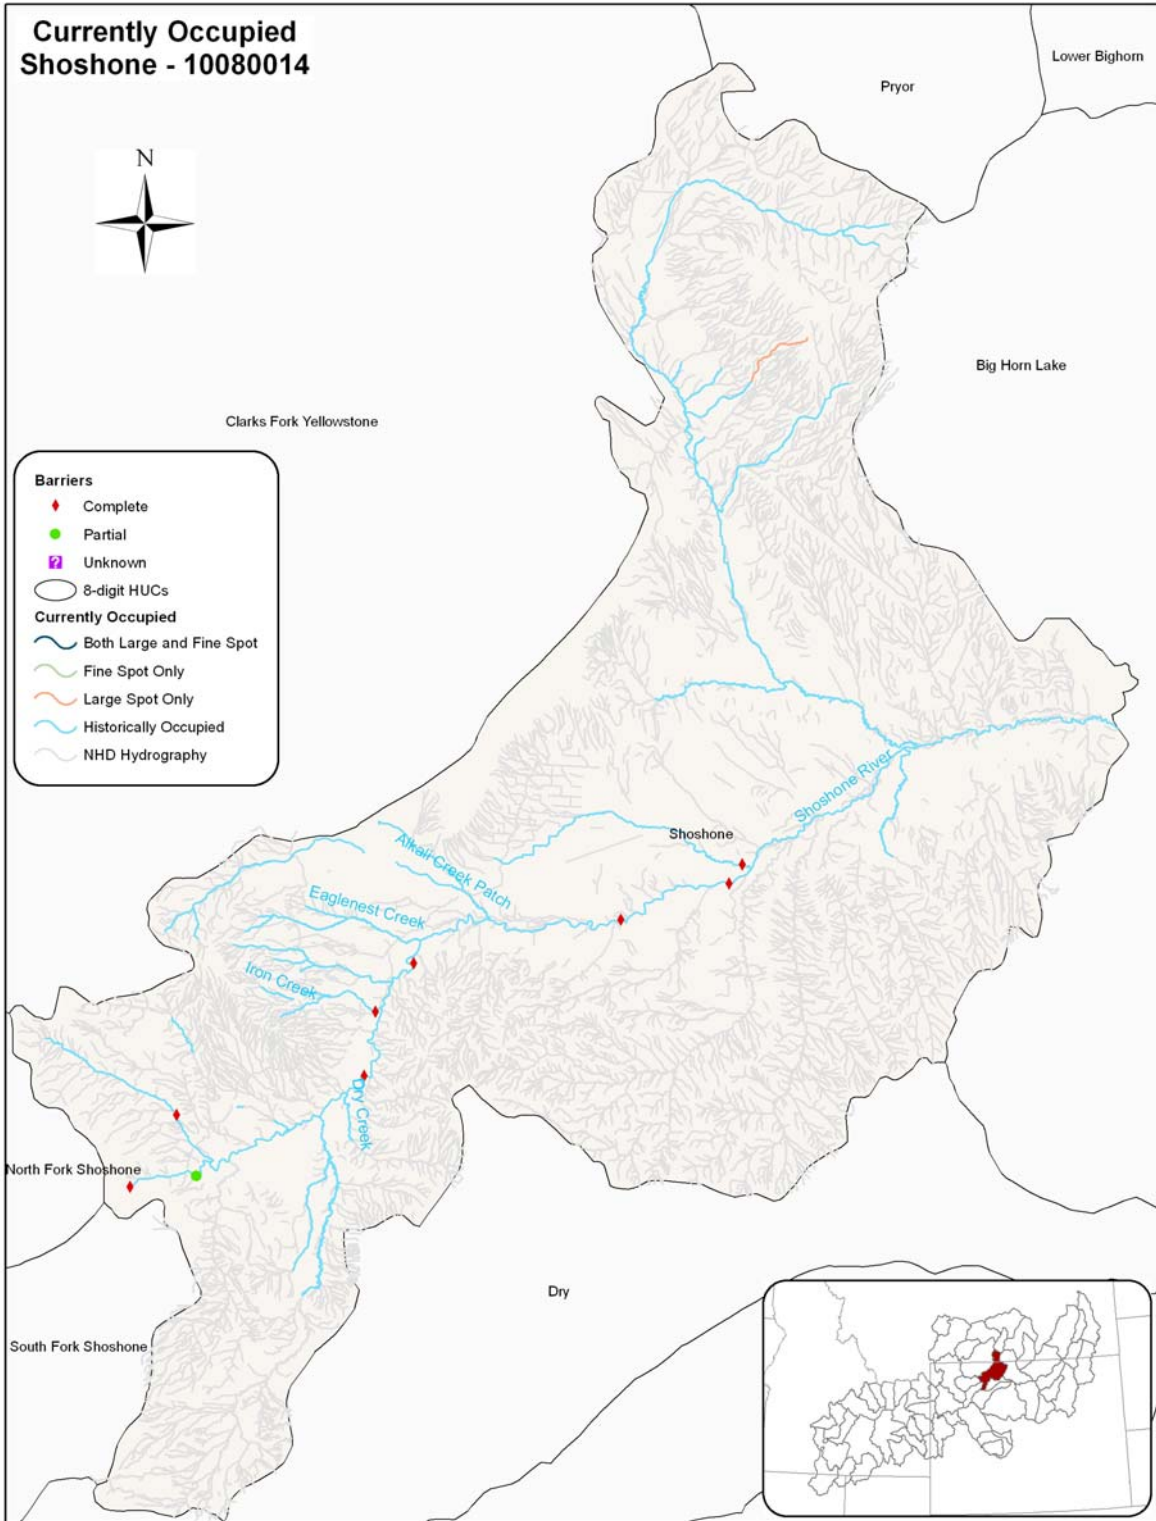 Currently Occupied
Shoshone - 10080014
Lower Bighorn
Pryor
N
Big Horn Lake
Clarks Fork Yellowstone
Barriers
Complete
Partial
?
Unknown
8-digit HUCs
Currently Occupied
Both Large and Fine Spot
Fine Spot Only
Large Spot Only
Historically Occupied
NHD Hydrography
Shoshone River
Shoshone
Alkali Creek Patch
Eaglenest Creek
Iron Creek
Dry Creek
North Fork Shoshone
Dry
South Fork Shoshone